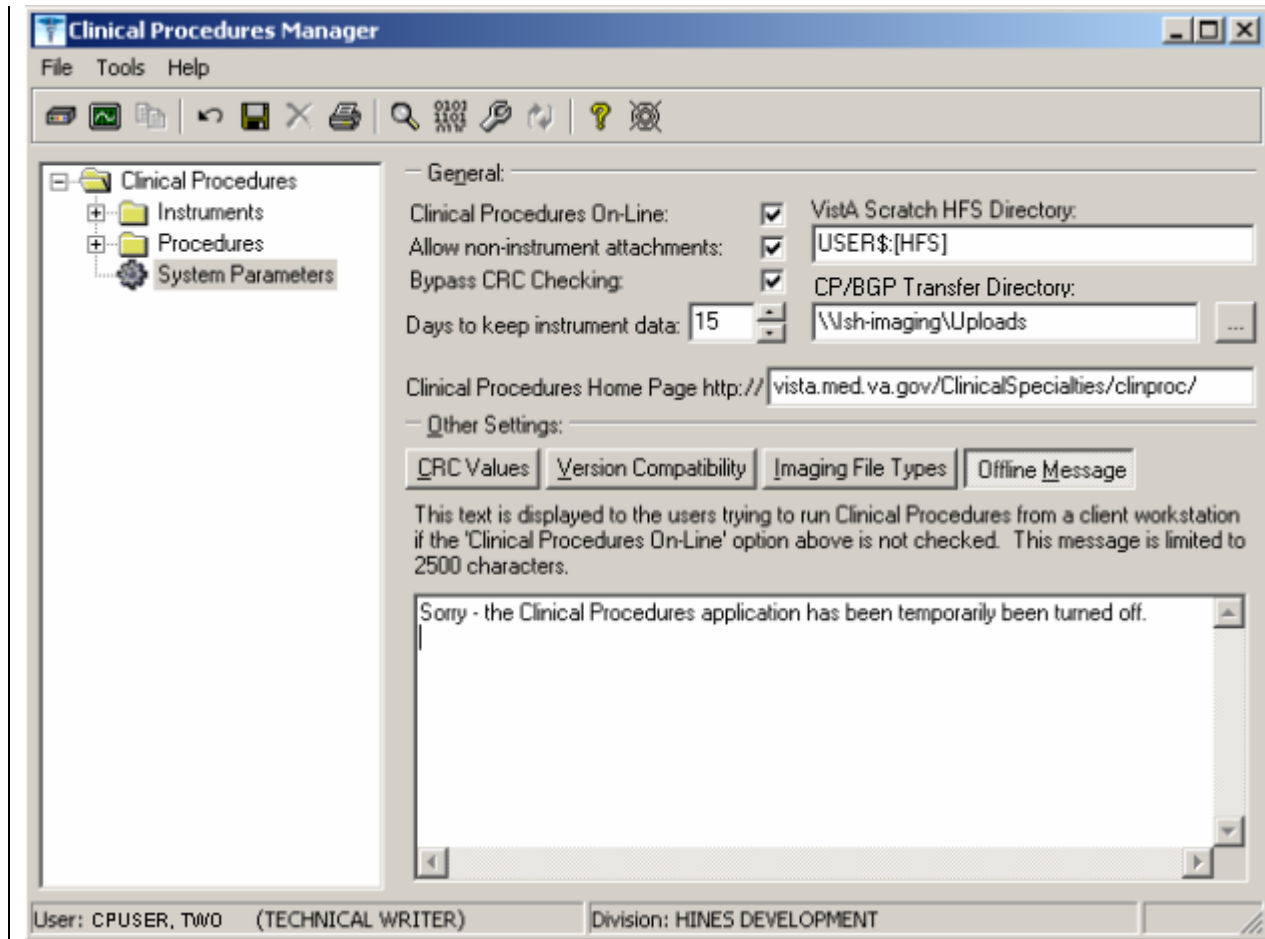 Clinical Procedures Manager
File Tools Help
Clinical Procedures
Instruments
Procedures
System Parameters
General:
Clinical Procedures On-Line:
Allow non-instrument attachments:
Bypass CRC Checking:
Days to keep instrument data: 15
VistA Scratch HFS Directory:
USER$:[HFS]
CP/BGP Transfer Directory:
\\Ish-imaging\Uploads
...
Clinical Procedures Home Page http:// vista.med.va.gov/ClinicalSpecialties/clinproc/
Other Settings:
CRC Values Version Compatibility Imaging File Types Offline Message
This text is displayed to the users trying to run Clinical Procedures from a client workstation
if the 'Clinical Procedures On-Line' option above is not checked. This message is limited to
2500 characters.
Sorry - the Clinical Procedures application has been temporarily been turned off.
User: CPUSER, TWO (TECHNICAL WRITER) Division: HINES DEVELOPMENT